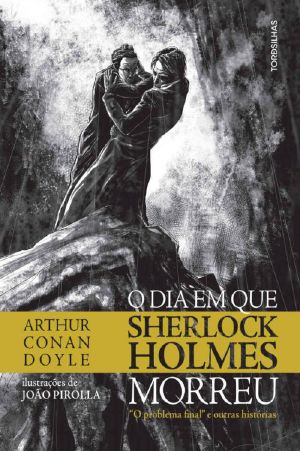 TORDSILHAS
O DIA EM QUE
SHERLOCK
HOLMES
MORREU
"O problema final" e outras histórias
ARTHUR
CONAN
DOYLE
ilustrações de
JOÃO PIROLLA